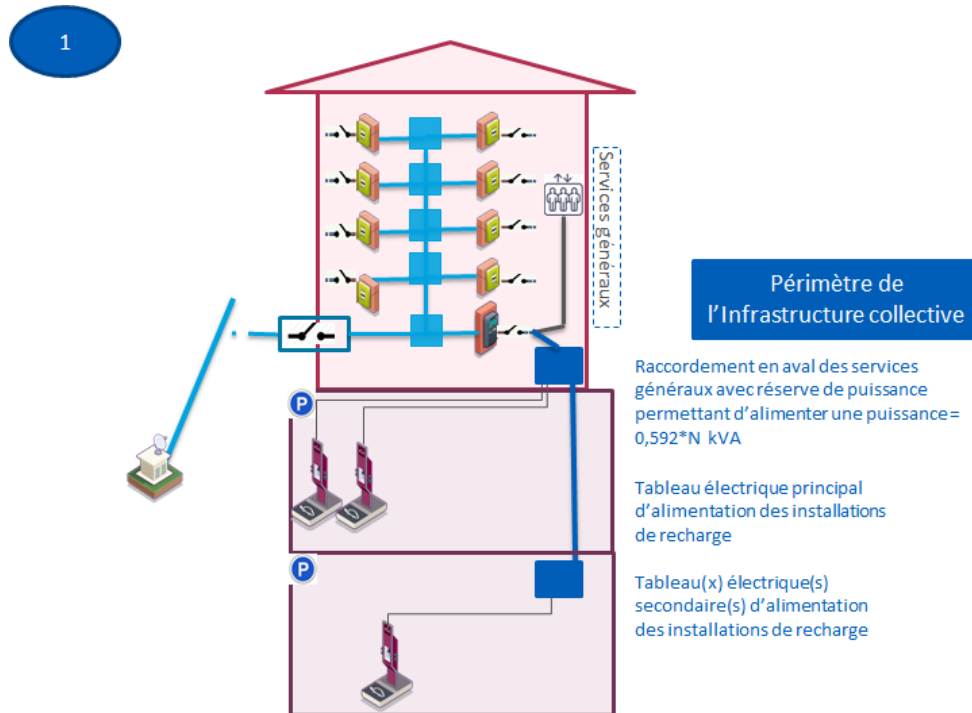 1
Services généraux
Périmètre de
l'Infrastructure collective
Raccordement en aval des services
généraux avec réserve de puissance
permettant d'alimenter une puissance =
0,592*N kVA
P
Tableau électrique principal
d'alimentation des installations
de recharge
P
Tableau(x) électrique(s)
secondaire(s) d'alimentation
des installations de recharge